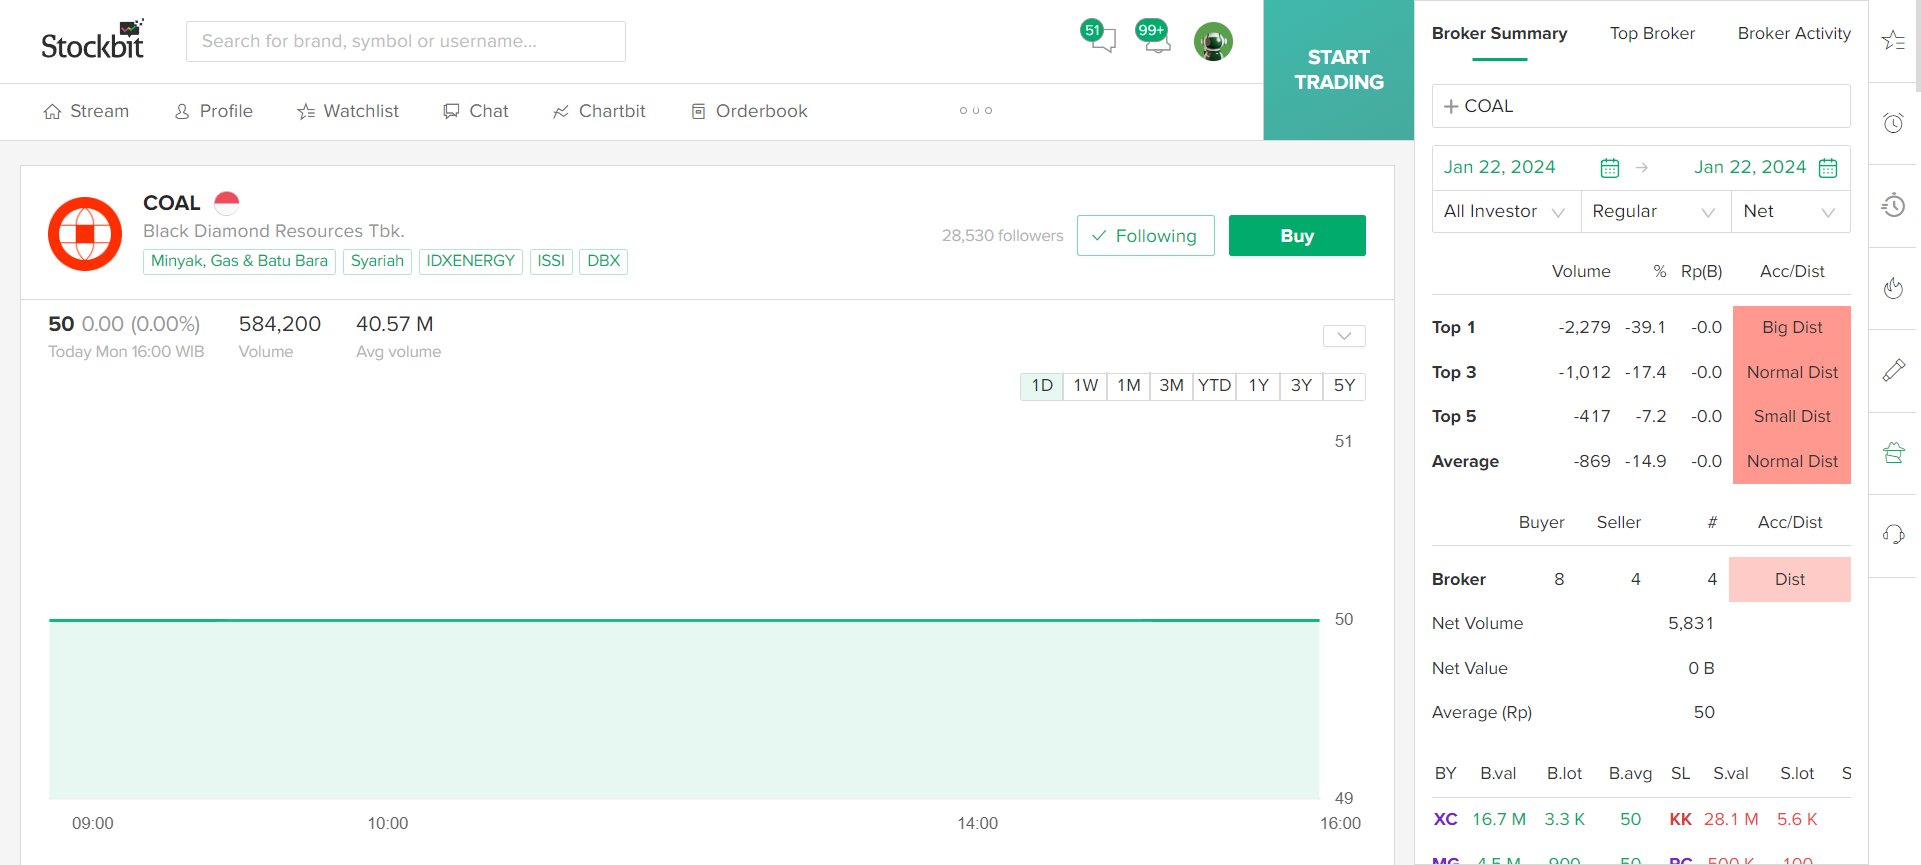 Stockbit
Search for brand, symbol or username...
51
99+
START
TRADING
Stream
Profile
Watchlist
Chat
Chartbit
Orderbook
COAL
Black Diamond Resources Tbk.
Minyak, Gas & Batu Bara
Syariah
IDXENERGY
ISSI
DBX
28,530 followers
Following
Buy
50 0.00 (0.00%)
Today Mon 16:00 WIB
584,200
Volume
40.57 M
Avg volume
1D 1W 1M 3M YTD 1Y 3Y 5Y
51
50
49
09:00 10:00 14:00 16:00
Broker Summary Top Broker Broker Activity
COAL
Jan 22, 2024 → Jan 22, 2024
All Investor Regular Net
Volume % Rp(B) Acc/Dist
Top 1 -2,279 -39.1 -0.0 Big Dist
Top 3 -1,012 -17.4 -0.0 Normal Dist
Top 5 -417 -7.2 -0.0 Small Dist
Average -869 -14.9 -0.0 Normal Dist
Buyer Seller # Acc/Dist
Broker 8 4 4 Dist
Net Volume 5,831
Net Value 0 B
Average (Rp) 50
BY B.val B.lot B.avg SL S.val S.lot S
XC 16.7 M 3.3 K 50 KK 28.1 M 5.6 K
MG 4.5 M 900 50 500 K 100